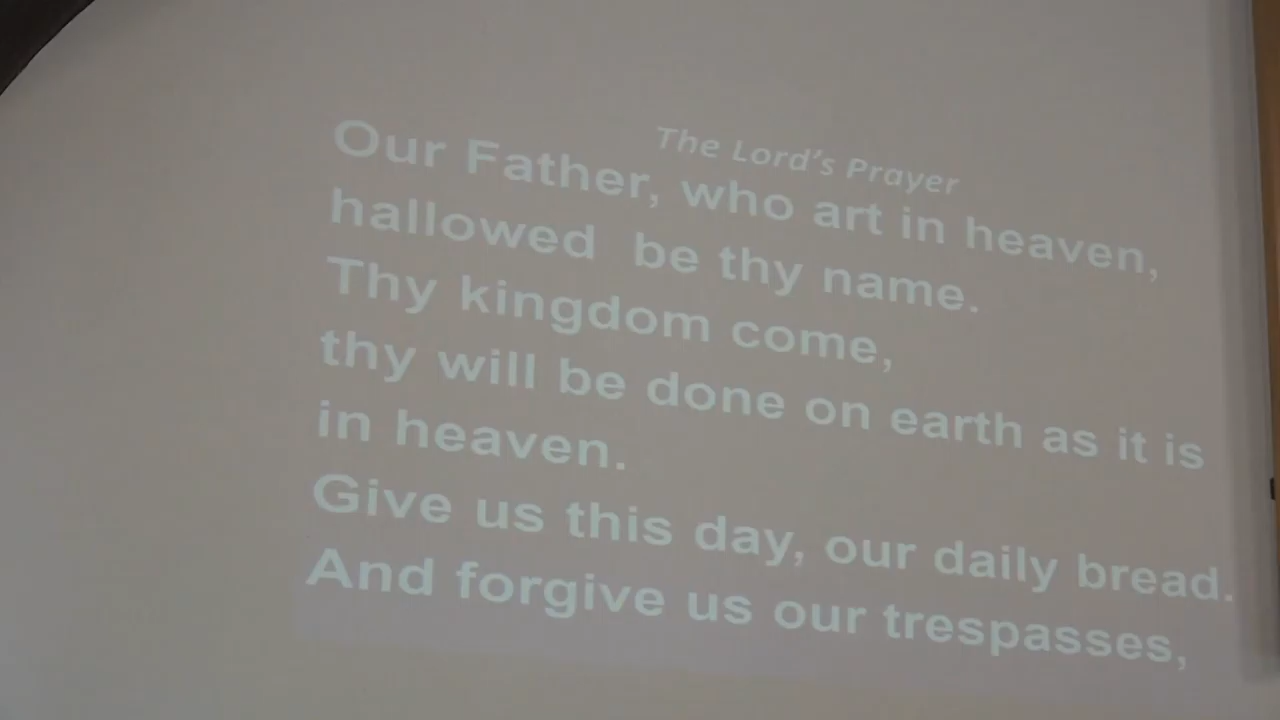 The Lord's Prayer
Our Father, who art in heaven,
hallowed be thy name.
Thy kingdom come,
thy will be done on earth as it is
in heaven.
Give us this day, our daily bread.
And forgive us our trespasses,